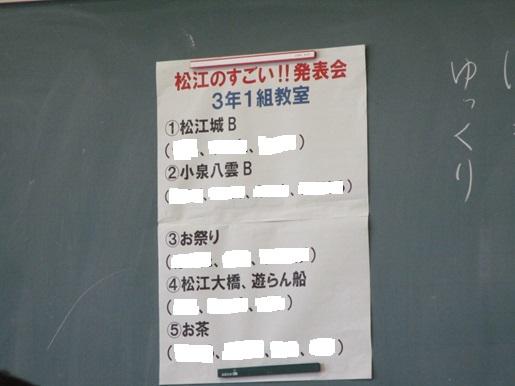 松江のすごい!!発表会
3年1組教室
①松江城B
(、、)
②小泉八雲B
(、、、)
③お祭り
(、、)
④松江大橋、遊らん船
(、、)
⑤お茶
(、、、)
ゆっくり